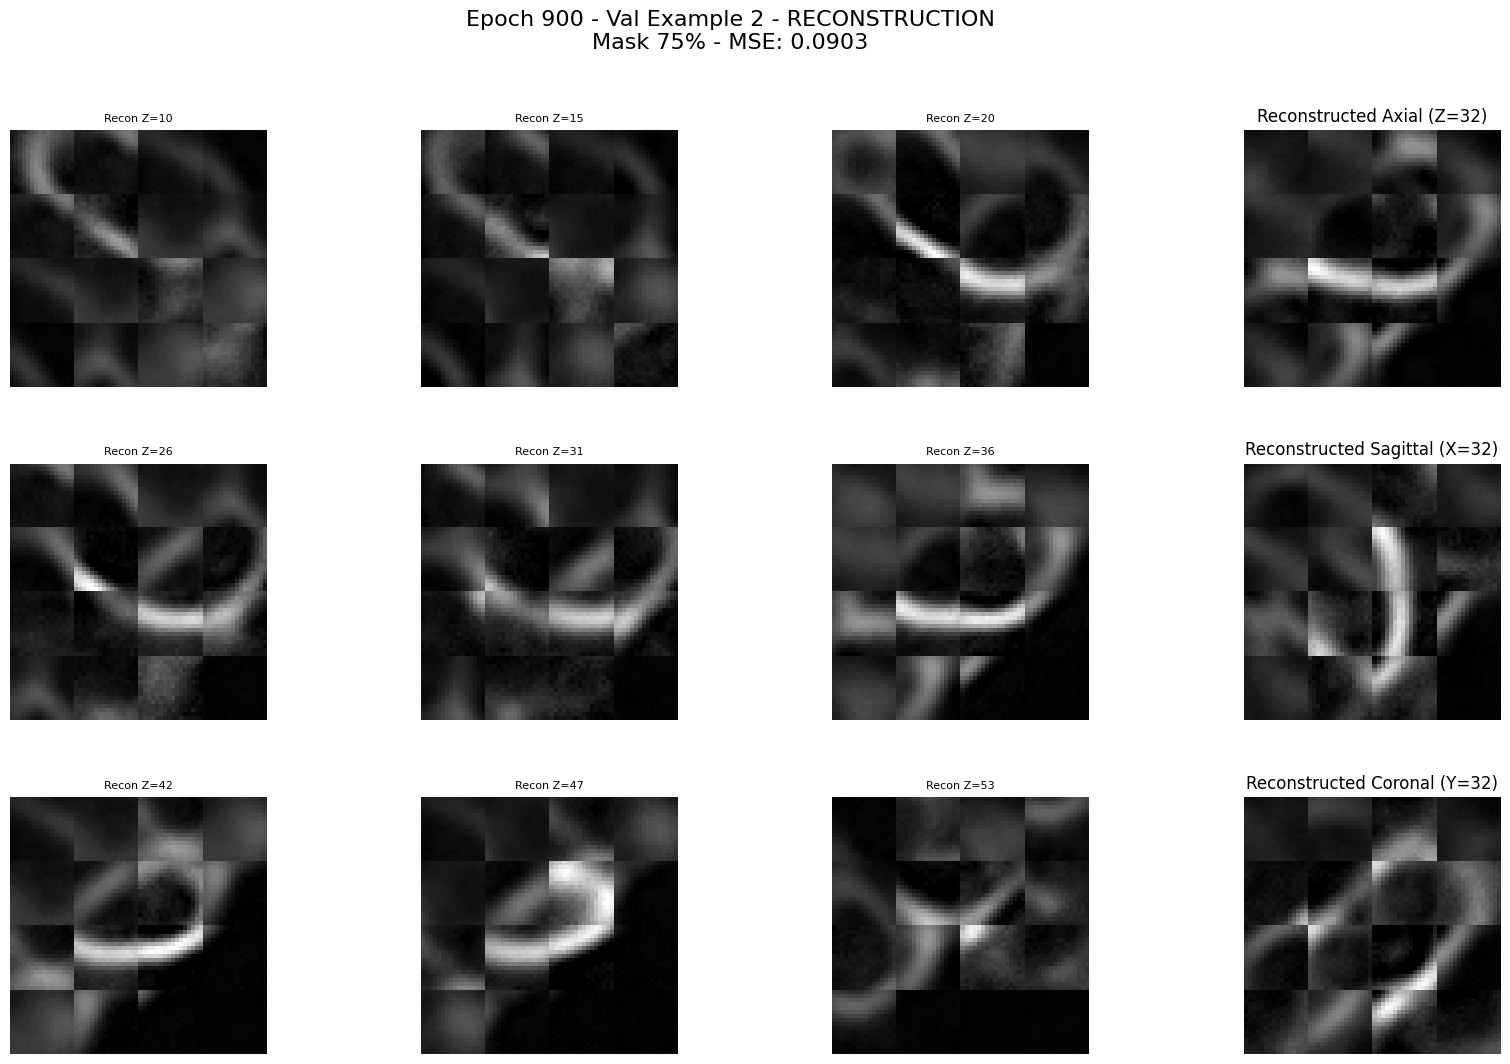 Epoch 900 - Val Example 2 - RECONSTRUCTION
Mask 75% - MSE: 0.0903
Recon Z=10
Recon Z=15
Recon Z=20
Reconstructed Axial (Z=32)
Recon Z=26
Recon Z=31
Recon Z=36
Reconstructed Sagittal (X=32)
Recon Z=42
Recon Z=47
Recon Z=53
Reconstructed Coronal (Y=32)